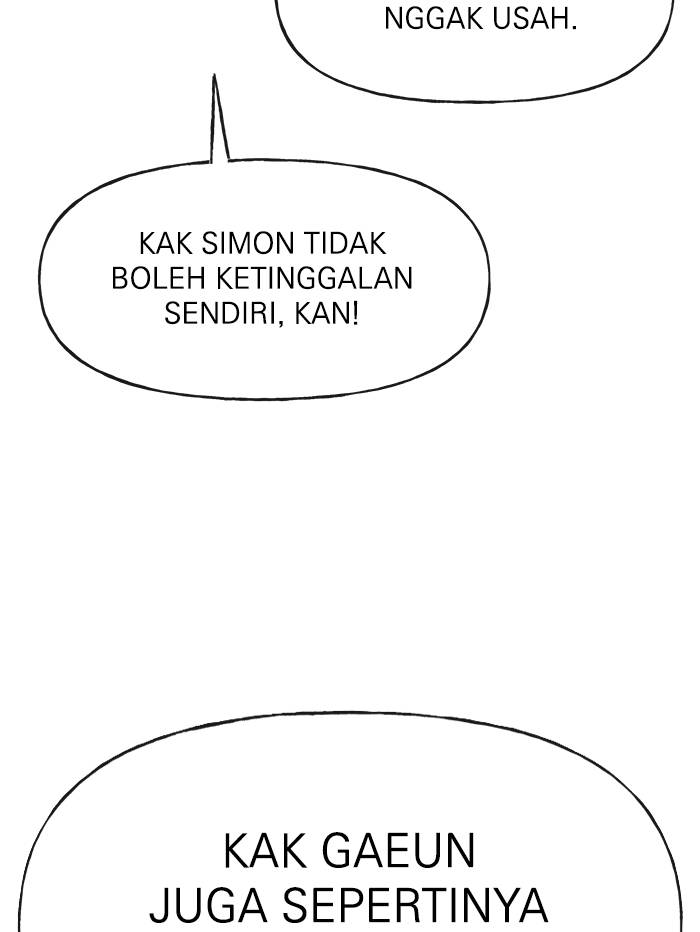 NGGAK USAH.
KAK SIMON TIDAK
BOLEH KETINGGALAN
SENDIRI, KAN!
KAK GAEUN
JUGA SEPERTINYA